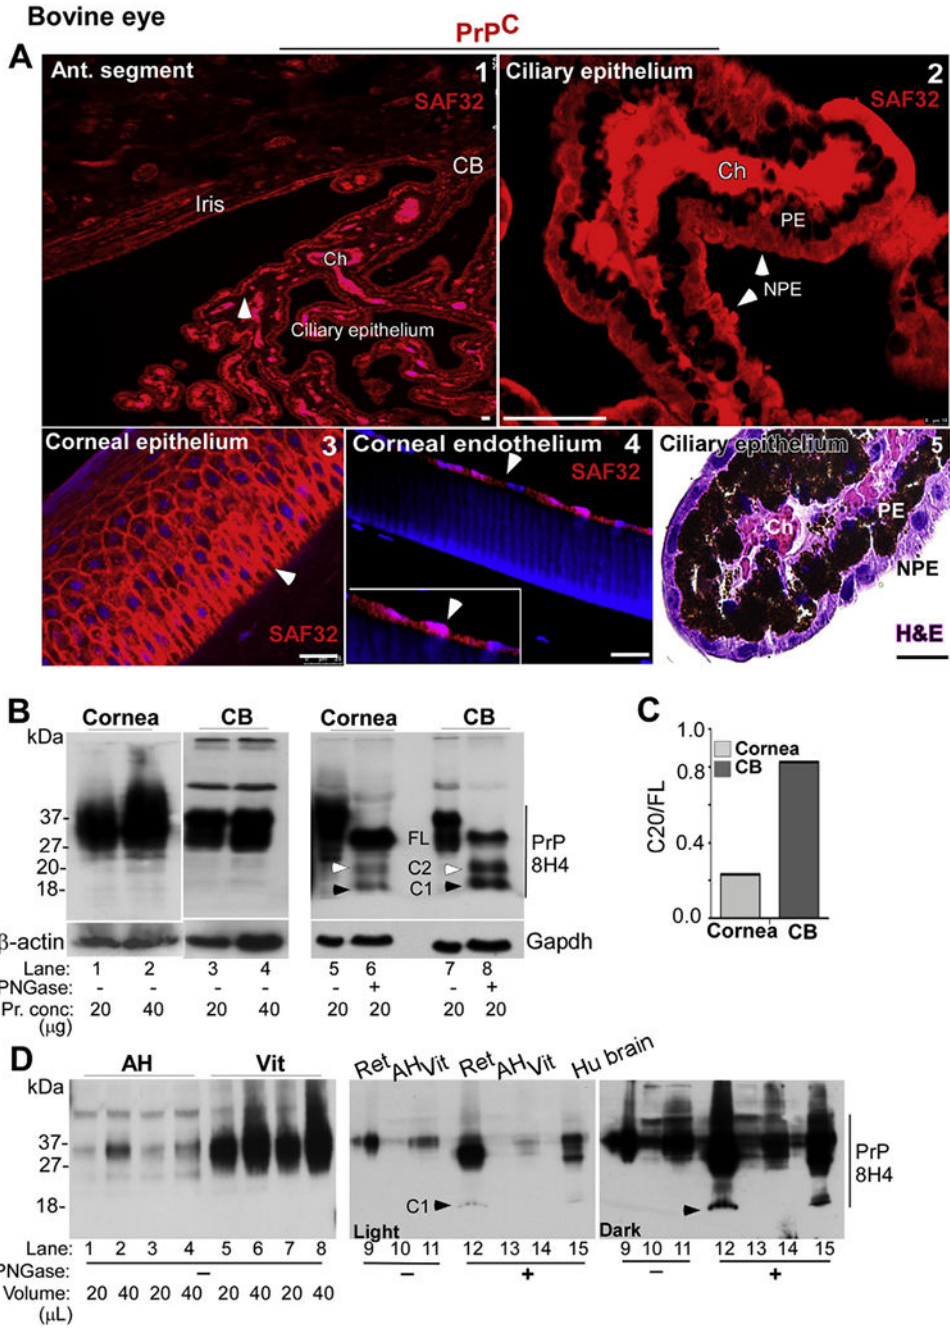 Bovine eye
PrPC
A
Ant. segment 1
SAF32
CB
Iris
Ch
Ciliary epithelium
Ciliary epithelium 2
SAF32
Ch
PE
NPE
Corneal epithelium 3
SAF32
Corneal endothelium 4
SAF32
Ciliary epithelium 5
PE
Ch
NPE
H&E
B
Cornea CB Cornea CB
kDa
37-
27-
20-
18-
FL
C2
C1
PrP
8H4
β-actin
Gapdh
Lane: 1 2 3 4 5 6 7 8
PNGase: - - - - - + - +
Pr. conc: 20 40 20 40 20 20 20 20
(µg)
C
C20/FL
1.0
0.8
0.4
0.0
Cornea
CB
Cornea CB
D
AH Vit
kDa
37-
27-
18-
Ret AH Vit Ret AH Vit Hu brain
C1
Light
Dark
PrP
8H4
Lane: 1 2 3 4 5 6 7 8 9 10 11 12 13 14 15 9 10 11 12 13 14 15
PNGase: − − + − +
Volume: 20 40 20 40 20 40 20 40
(µL)